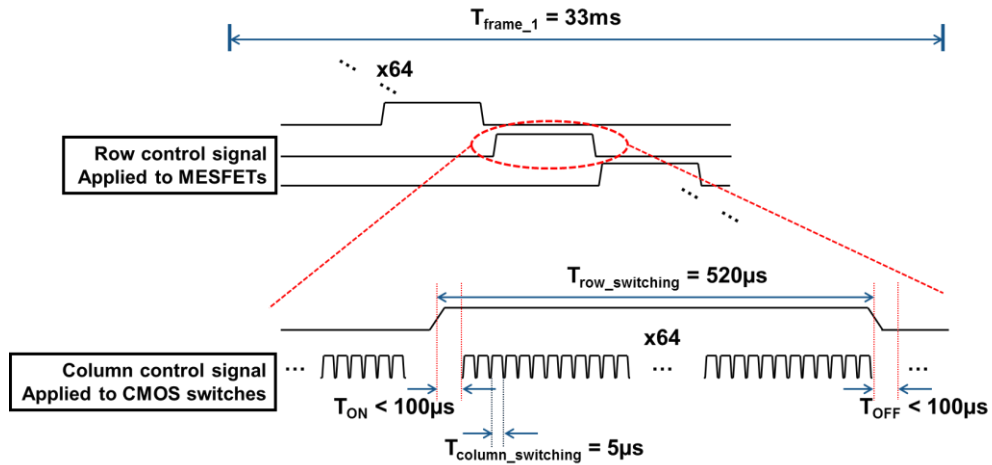 T_frame_1 = 33ms
x64
Row control signal
Applied to MESFETs
T_row_switching = 520µs
x64
Column control signal
Applied to CMOS switches
T_ON < 100µs
T_OFF < 100µs
T_column_switching = 5µs